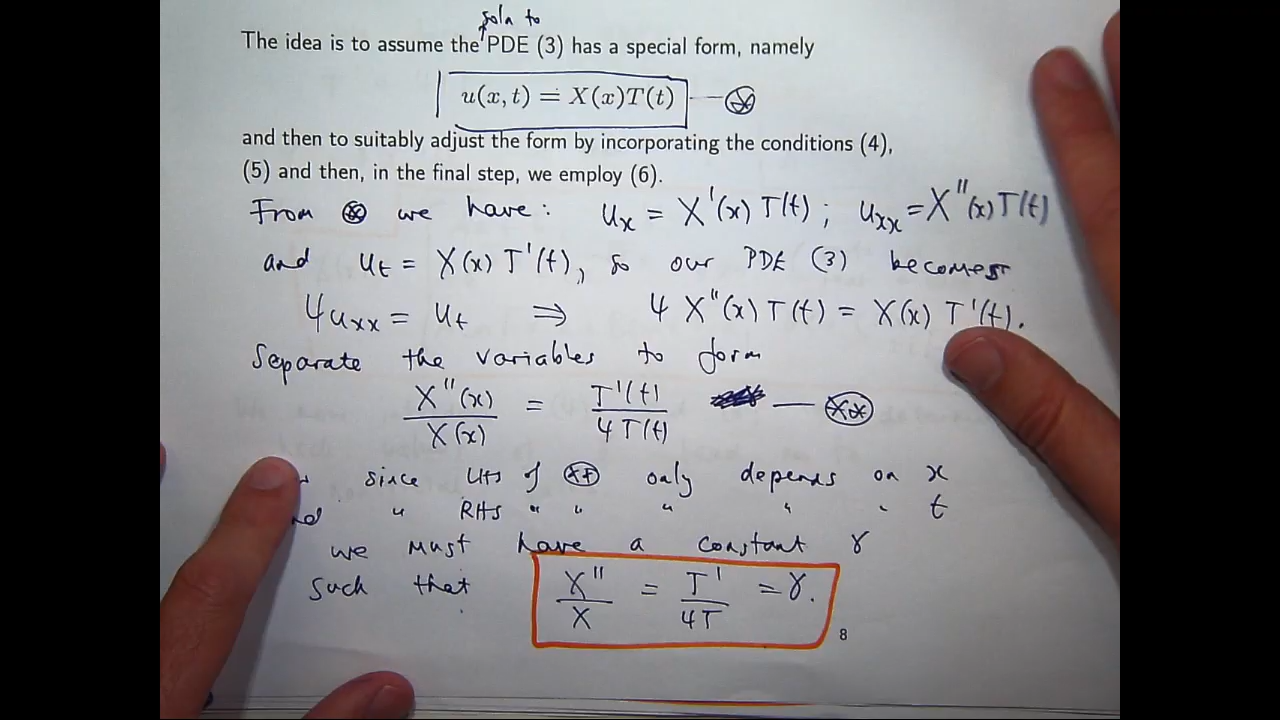 soln to
The idea is to assume the PDE (3) has a special form, namely
u(x, t) = X(x)T(t) — ⊛
and then to suitably adjust the form by incorporating the conditions (4),
(5) and then, in the final step, we employ (6).
From ⊛ we have: u_x = X'(x) T(t); u_xx = X''(x) T(t)
and u_t = X(x) T'(t), so our PDE (3) becomes
4u_xx = u_t ⇒ 4 X''(x) T(t) = X(x) T'(t).
Separate the variables to form
X''(x)/X(x) = T'(t)/4T(t) — (**)
since LHS of (**) only depends on x
" RHS " " " " " t
we must have a constant γ
such that X''/X = T'/4T = γ.
8